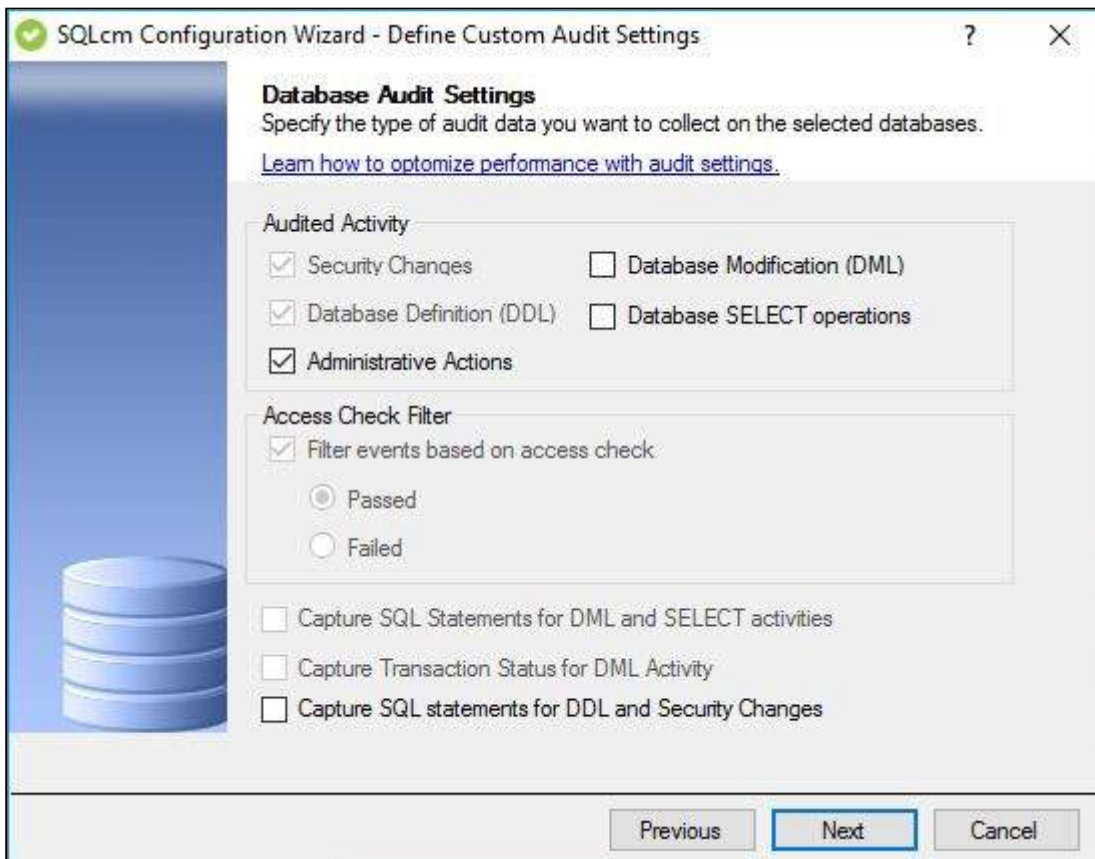 SQLcm Configuration Wizard - Define Custom Audit Settings
?
Database Audit Settings
Specify the type of audit data you want to collect on the selected databases.
Learn how to optomize performance with audit settings.
Audited Activity
Security Changes
Database Modification (DML)
Database Definition (DDL)
Database SELECT operations
Administrative Actions
Access Check Filter
Filter events based on access check
Passed
Failed
Capture SQL Statements for DML and SELECT activities
Capture Transaction Status for DML Activity
Capture SQL statements for DDL and Security Changes
Previous
Next
Cancel